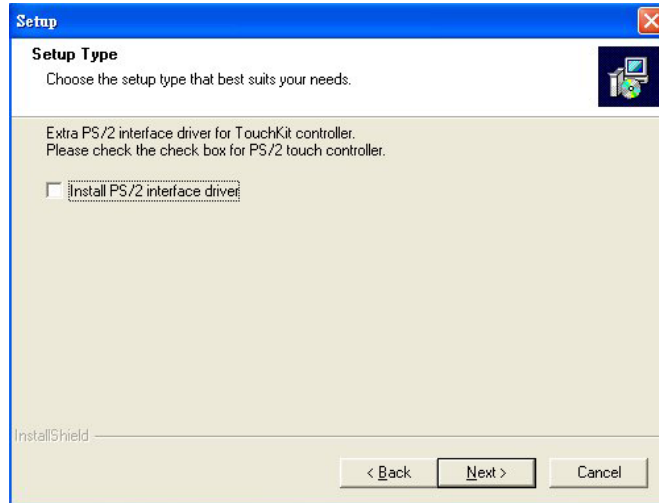 Setup
Setup Type
Choose the setup type that best suits your needs.
Extra PS/2 interface driver for TouchKit controller.
Please check the check box for PS/2 touch controller.
Install PS/2 interface driver
InstallShield
< Back
Next >
Cancel